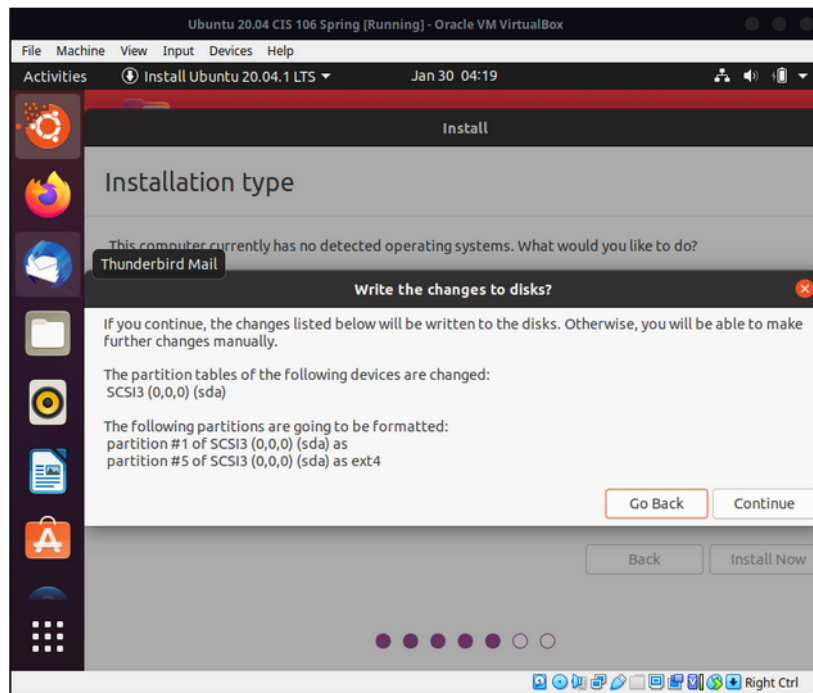 Ubuntu 20.04 CIS 106 Spring [Running] - Oracle VM VirtualBox
File Machine View Input Devices Help
Activities Install Ubuntu 20.04.1 LTS Jan 30 04:19
Install
Installation type
This computer currently has no detected operating systems. What would you like to do?
Thunderbird Mail
Write the changes to disks?
If you continue, the changes listed below will be written to the disks. Otherwise, you will be able to make
further changes manually.
The partition tables of the following devices are changed:
SCSI3 (0,0,0) (sda)
The following partitions are going to be formatted:
partition #1 of SCSI3 (0,0,0) (sda) as
partition #5 of SCSI3 (0,0,0) (sda) as ext4
Go Back Continue
Back Install Now
Right Ctrl